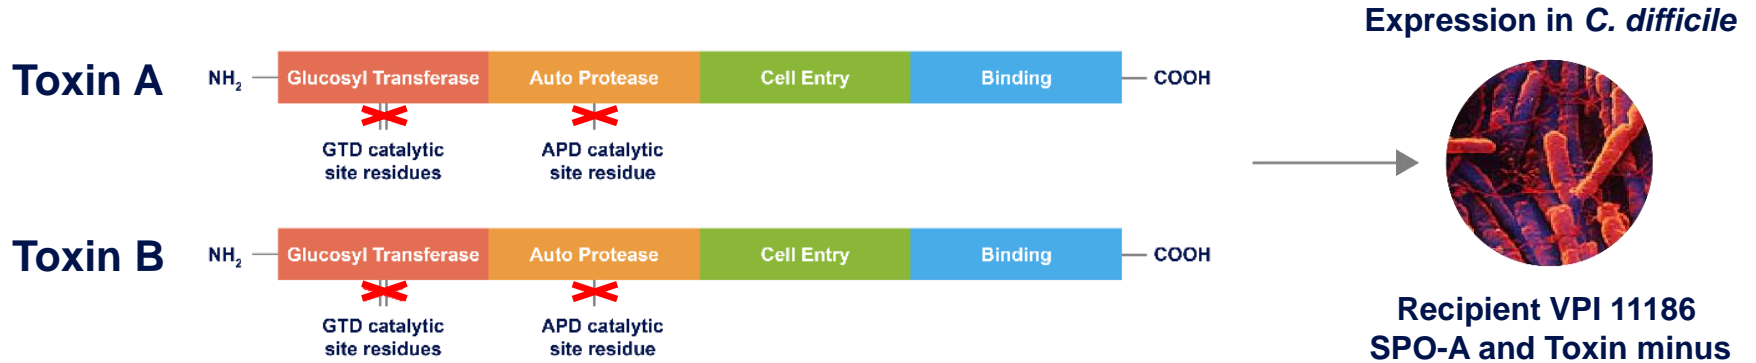 Expression in C. difficile
Toxin A
NH2
Glucosyl Transferase
Auto Protease
Cell Entry
Binding
COOH
GTD catalytic
site residues
APD catalytic
site residue
Toxin B
NH2
Glucosyl Transferase
Auto Protease
Cell Entry
Binding
COOH
GTD catalytic
site residues
APD catalytic
site residue
Recipient VPI 11186
SPO-A and Toxin minus